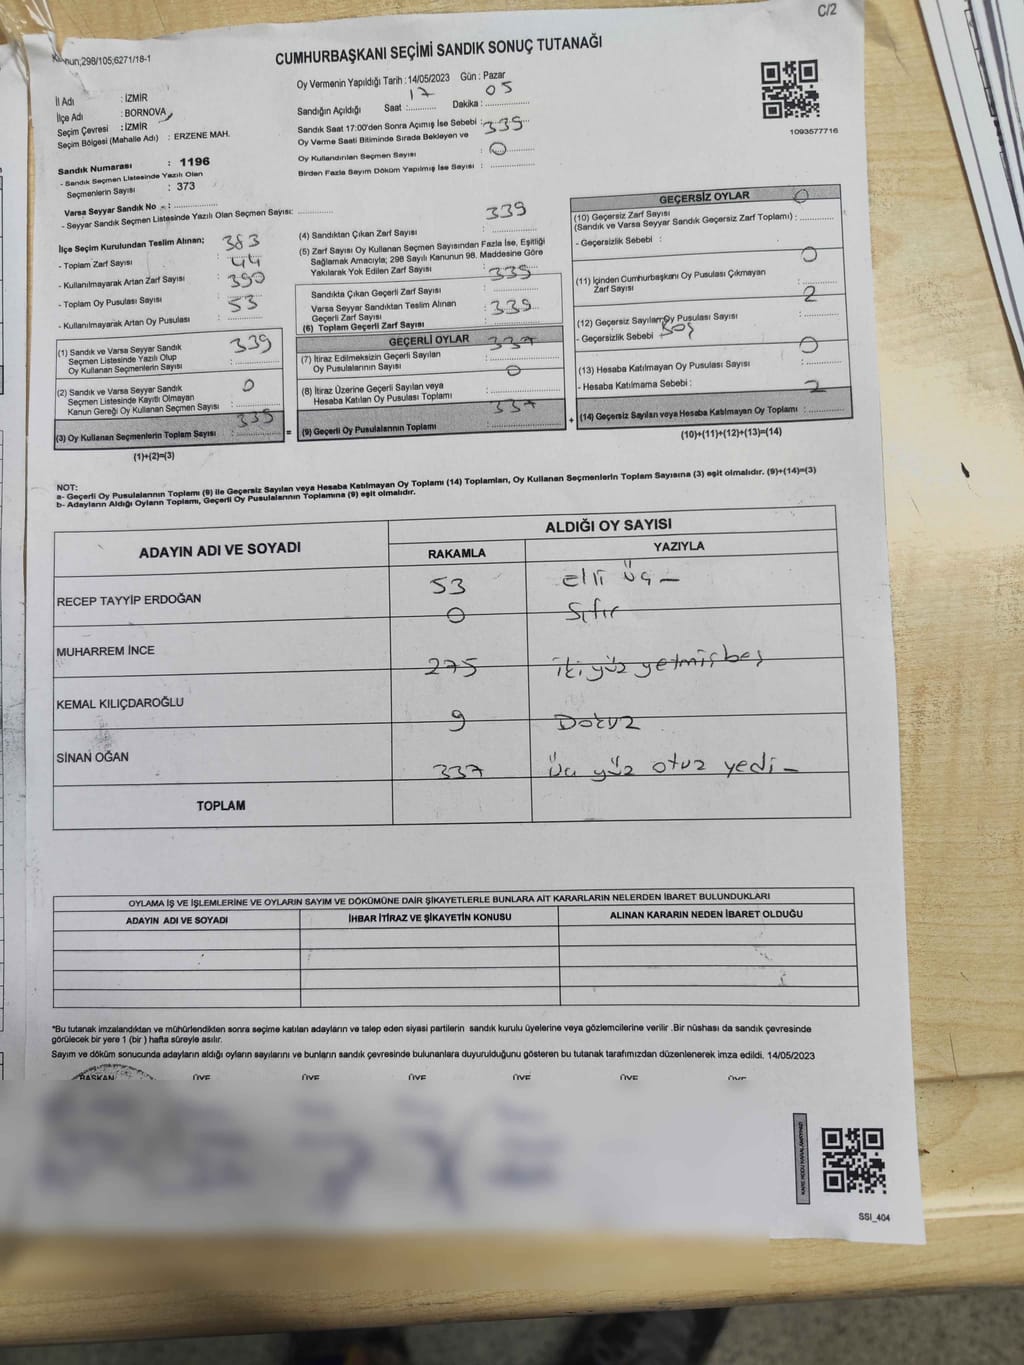 C/2
Kanun;298/105;6271/18-1
CUMHURBAŞKANI SEÇİMİ SANDIK SONUÇ TUTANAĞI
Oy Vermenin Yapıldığı Tarih :14/05/2023 Gün : Pazar
İl Adı : İZMİR
İlçe Adı : BORNOVA
Seçim Çevresi : İZMİR
Seçim Bölgesi (Mahalle Adı) : ERZENE MAH.
Sandık Numarası : 1196
- Sandık Seçmen Listesinde Yazılı Olan
Seçmenlerin Sayısı : 373
Varsa Seyyar Sandık No - : ................
- Seyyar Sandık Seçmen Listesinde Yazılı Olan Seçmen Sayısı: ............
Sandığın Açıldığı Saat :.......... 17 Dakika :............... 05
Sandık Saat 17:00'den Sonra Açımış İse Sebebi : 339
Oy Verme Saati Bitiminde Sırada Bekleyen ve
Oy Kullandırılan Seçmen Sayısı : 0
Birden Fazla Sayım Döküm Yapılmış İse Sayısı : ...............
1093577716
İlçe Seçim Kurulundan Teslim Alınan; 383
- Toplam Zarf Sayısı : 44
- Kullanılmayarak Artan Zarf Sayısı : 390
- Toplam Oy Pusulası Sayısı : 53
- Kullanılmayarak Artan Oy Pusulası : ............
(1) Sandık ve Varsa Seyyar Sandık 339
Seçmen Listesinde Yazılı Olup
Oy Kullanan Seçmenlerin Sayısı
(2) Sandık ve Varsa Seyyar Sandık 0
Seçmen Listesinde Kayıtlı Olmayan
Kanun Gereği Oy Kullanan Seçmen Sayısı
339
(3) Oy Kullanan Seçmenlerin Toplam Sayısı :
(1)+(2)=(3)
339
(4) Sandıktan Çıkan Zarf Sayısı
(5) Zarf Sayısı Oy Kullanan Seçmen Sayısından Fazla İse, Eşitliği
Sağlamak Amacıyla; 298 Sayılı Kanunun 98. Maddesine Göre
Yakılarak Yok Edilen Zarf Sayısı : 339
Sandıkta Çıkan Geçerli Zarf Sayısı :
Varsa Seyyar Sandıktan Teslim Alınan 339
Geçerli Zarf Sayısı
(6) Toplam Geçerli Zarf Sayısı :
GEÇERLİ OYLAR 337
(7) İtiraz Edilmeksizin Geçerli Sayılan
Oy Pusulalarının Sayısı : 0
(8) İtiraz Üzerine Geçerli Sayılan veya
Hesaba Katılan Oy Pusulası Toplamı :
337
= (9) Geçerli Oy Pusulalarının Toplamı :
GEÇERSİZ OYLAR 0
(10) Geçersiz Zarf Sayısı
(Sandık ve Varsa Seyyar Sandık Geçersiz Zarf Toplamı) : ............
- Geçersizlik Sebebi :
0
(11) İçinden Cumhurbaşkanı Oy Pusulası Çıkmayan
Zarf Sayısı :
2
(12) Geçersiz Sayılan Oy Pusulası Sayısı :
- Geçersizlik Sebebi : Boş
0
(13) Hesaba Katılmayan Oy Pusulası Sayısı :
- Hesaba Katılmama Sebebi :
2
+ (14) Geçersiz Sayılan veya Hesaba Katılmayan Oy Toplamı : ............
(10)+(11)+(12)+(13)=(14)
NOT:
a- Geçerli Oy Pusulalarının Toplamı (9) ile Geçersiz Sayılan veya Hesaba Katılmayan Oy Toplamı (14) Toplamları, Oy Kullanan Seçmenlerin Toplam Sayısına (3) eşit olmalıdır. (9)+(14)=(3)
b- Adayların Aldığı Oyların Toplamı, Geçerli Oy Pusulalarının Toplamına (9) eşit olmalıdır.
ADAYIN ADI VE SOYADI
ALDIĞI OY SAYISI
RAKAMLA YAZIYLA
RECEP TAYYİP ERDOĞAN 53 elli üç
0 Sıfır
MUHARREM İNCE
275 iki yüz yetmiş beş
KEMAL KILIÇDAROĞLU
9 Dokuz
SİNAN OĞAN
337 üç yüz otuz yedi
TOPLAM
OYLAMA İŞ VE İŞLEMLERİNE VE OYLARIN SAYIM VE DÖKÜMÜNE DAİR ŞİKAYETLERLE BUNLARA AİT KARARLARIN NELERDEN İBARET BULUNDUKLARI
ADAYIN ADI VE SOYADI İHBAR İTİRAZ VE ŞİKAYETİN KONUSU ALINAN KARARIN NEDEN İBARET OLDUĞU
*Bu tutanak imzalandıktan ve mühürlendikten sonra seçime katılan adayların ve talep eden siyasi partilerin sandık kurulu üyelerine veya gözlemcilerine verilir .Bir nüshası da sandık çevresinde
görülecek bir yere 1 (bir ) hafta süreyle asılır.
Sayım ve döküm sonucunda adayların aldığı oyların sayılarını ve bunların sandık çevresinde bulunanlara duyurulduğunu gösteren bu tutanak tarafımızdan düzenlenerek imza edildi. 14/05/2023
BAŞKAN ÜYE ÜYE ÜYE ÜYE ÜYE ÜYE
SSİ_404